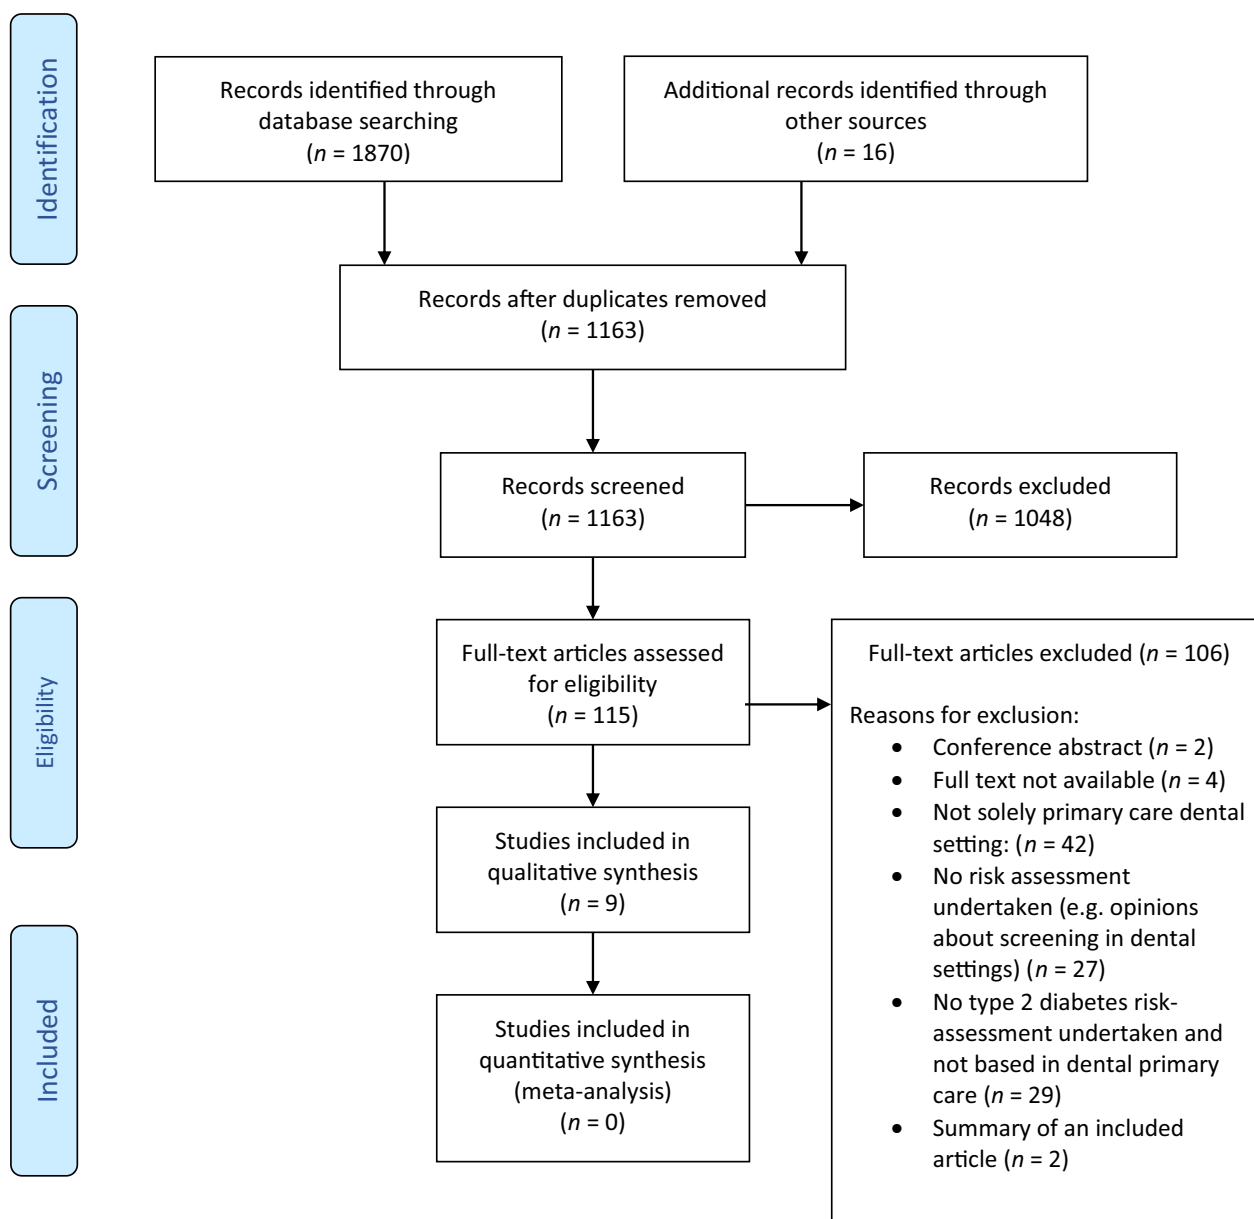 Identification
Records identified through
database searching
(n = 1870)
Additional records identified through
other sources
(n = 16)
Records after duplicates removed
(n = 1163)
Screening
Records screened
(n = 1163)
Records excluded
(n = 1048)
Eligibility
Full-text articles assessed
for eligibility
(n = 115)
Full-text articles excluded (n = 106)
Reasons for exclusion:
• Conference abstract (n = 2)
• Full text not available (n = 4)
• Not solely primary care dental
setting: (n = 42)
• No risk assessment
undertaken (e.g. opinions
about screening in dental
settings) (n = 27)
• No type 2 diabetes risk-
assessment undertaken and
not based in dental primary
care (n = 29)
• Summary of an included
article (n = 2)
Studies included in
qualitative synthesis
(n = 9)
Included
Studies included in
quantitative synthesis
(meta-analysis)
(n = 0)